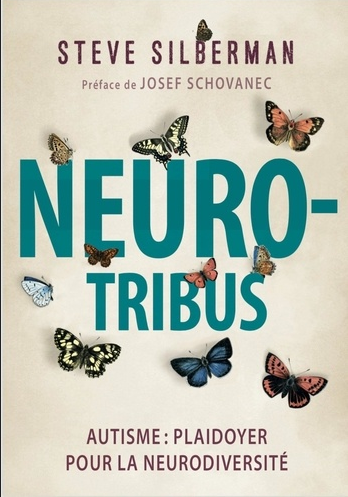 STEVE SILBERMAN
Préface de JOSEF SCHOVANEC
NEURO-
TRIBUS
AUTISME : PLAIDOYER
POUR LA NEURODIVERSITÉ